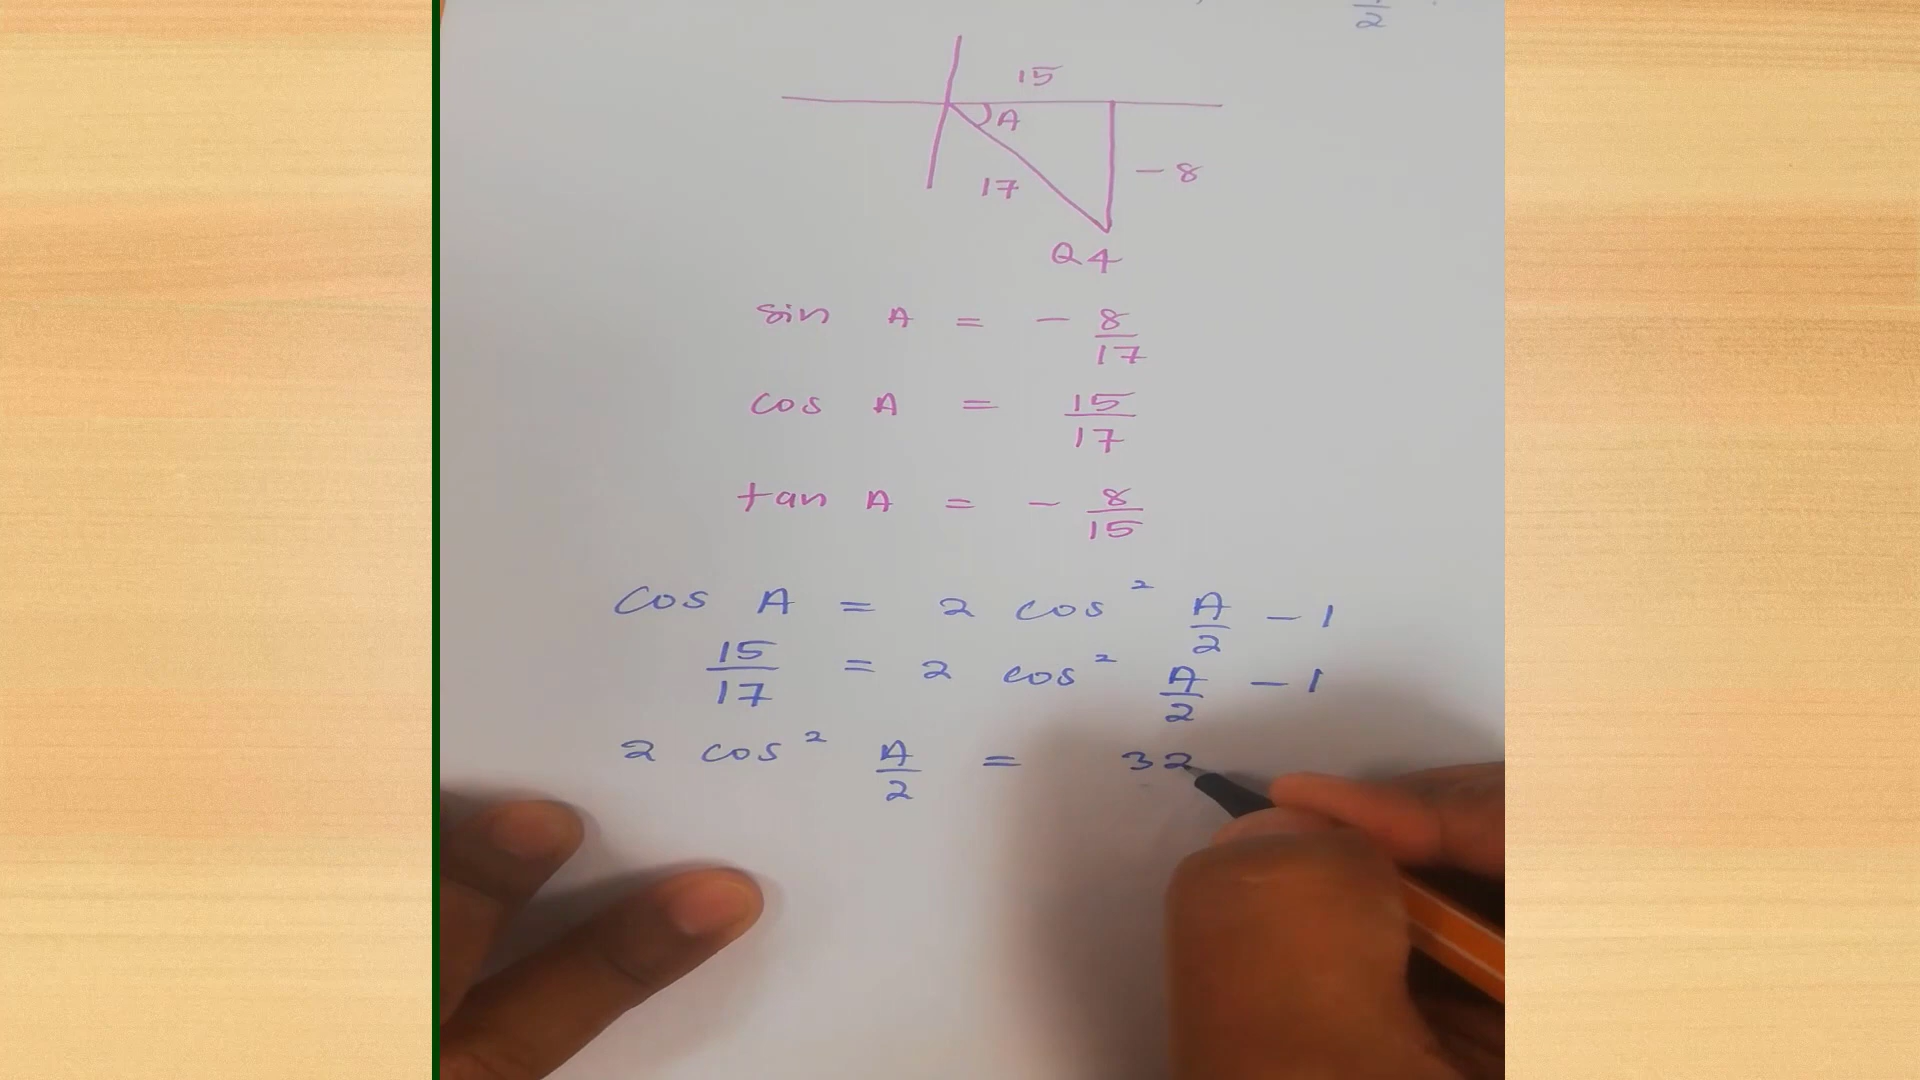 2
15
A
17
-8
Q4
sin A = - 8/17
cos A = 15/17
tan A = - 8/15
cos A = 2 cos² A/2 - 1
15/17 = 2 cos² A/2 - 1
2 cos² A/2 = 32